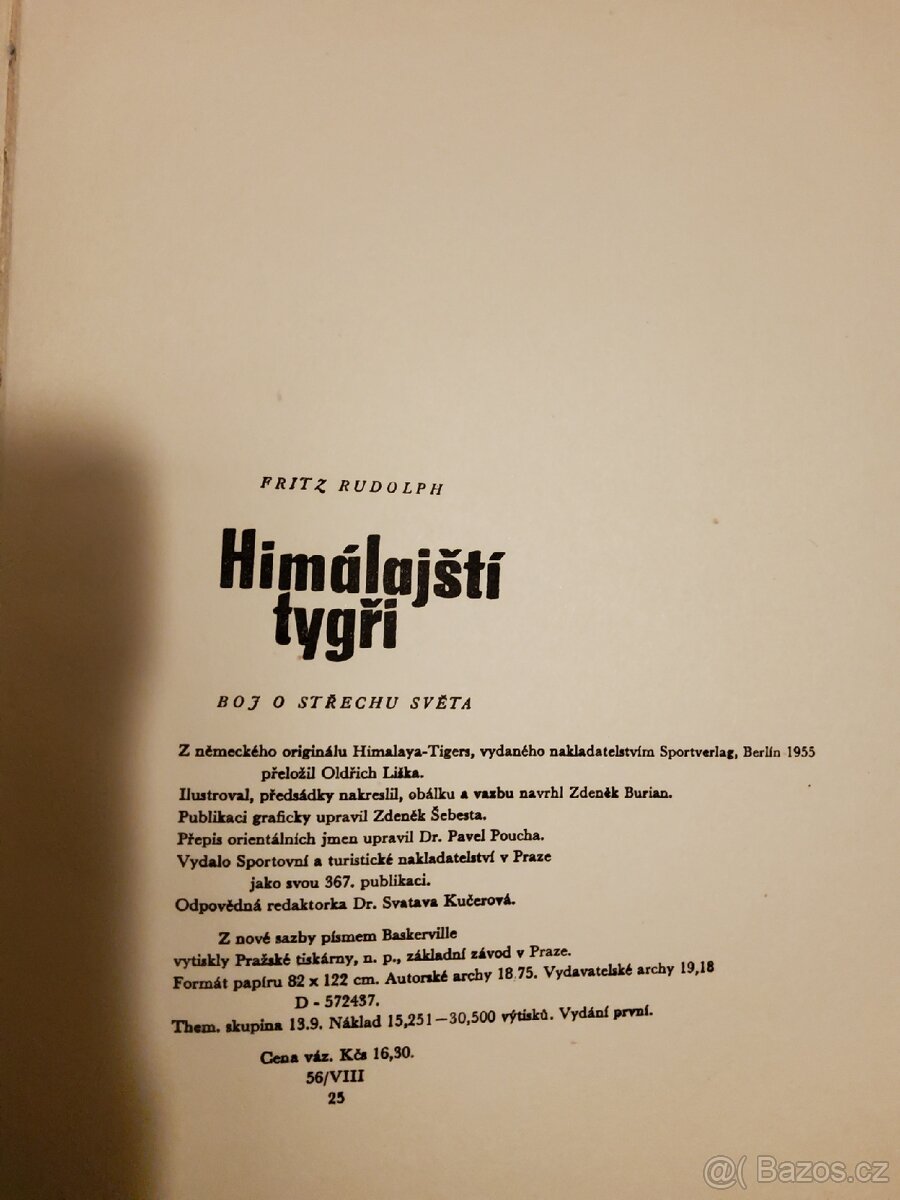 FRITZ RUDOLPH
Himálajští
tygři
BOJ O STŘECHU SVĚTA
Z německého originálu Himalaya-Tigers, vydaného nakladatelstvím Sportverlag, Berlín 1955
přeložil Oldřich Liška.
Ilustroval, předsádky nakreslil, obálku a vazbu navrhl Zdeněk Burian.
Publikaci graficky upravil Zdeněk Šebesta.
Přepis orientálních jmen upravil Dr. Pavel Poucha.
Vydalo Sportovní a turistické nakladatelství v Praze
jako svou 367. publikaci.
Odpovědná redaktorka Dr. Svatava Kučerová.
Z nové sazby písmem Baskerville
vytiskly Pražské tiskárny, n. p., základní závod v Praze.
Formát papíru 82 x 122 cm. Autorské archy 18,75. Vydavatelské archy 19,18
D - 572437.
Them. skupina 13.9. Náklad 15,251—30,500 výtisků. Vydání první.
Cena váz. Kčs 16,30.
56/VIII
25
@( Bazos.cz